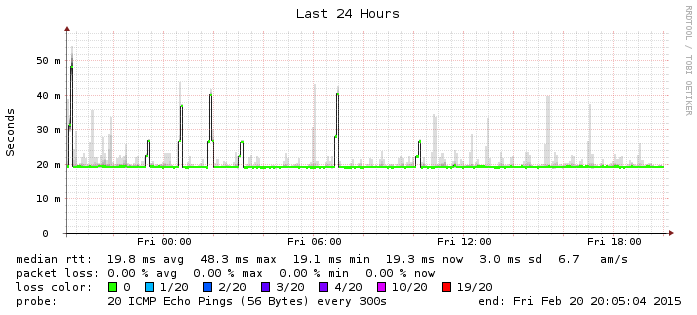 Last 24 Hours
RRDTOOL / TOBI OETIKER
Seconds
50 m
40 m
30 m
20 m
10 m
0
Fri 00:00 Fri 06:00 Fri 12:00 Fri 18:00
median rtt: 19.8 ms avg 48.3 ms max 19.1 ms min 19.3 ms now 3.0 ms sd 6.7 am/s
packet loss: 0.00 % avg 0.00 % max 0.00 % min 0.00 % now
loss color: 0 1/20 2/20 3/20 4/20 10/20 19/20
probe: 20 ICMP Echo Pings (56 Bytes) every 300s end: Fri Feb 20 20:05:04 2015